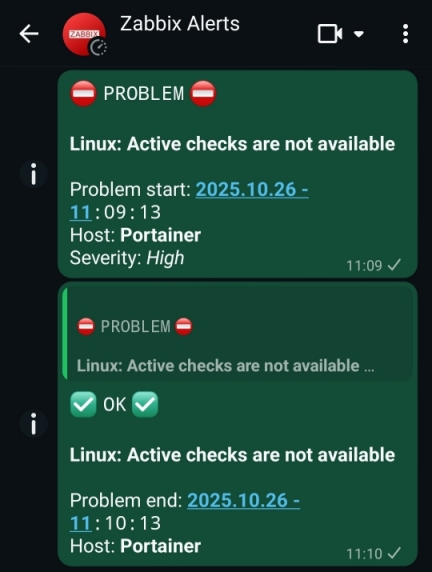 ZABBIX
Zabbix Alerts
PROBLEM
Linux: Active checks are not available
Problem start: 2025.10.26 -
11:09:13
Host: Portainer
Severity: High
11:09
PROBLEM
Linux: Active checks are not available ...
OK
Linux: Active checks are not available
Problem end: 2025.10.26 -
11:10:13
Host: Portainer
11:10